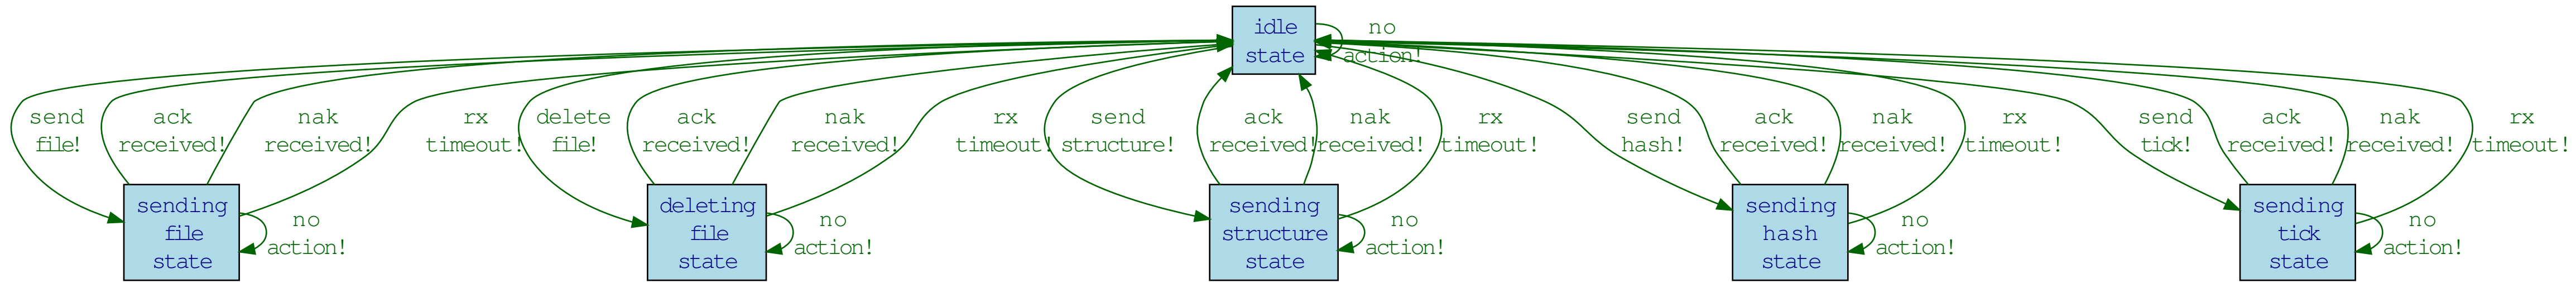 idle
state
no
action!
send
file!
ack
received!
nak
received!
rx
timeout!
delete
file!
ack
received!
nak
received!
rx
timeout!
send
structure!
ack
received!
nak
received!
rx
timeout!
send
hash!
ack
received!
nak
received!
rx
timeout!
send
tick!
ack
received!
nak
received!
rx
timeout!
sending
file
state
no
action!
deleting
file
state
no
action!
sending
structure
state
no
action!
sending
hash
state
no
action!
sending
tick
state
no
action!